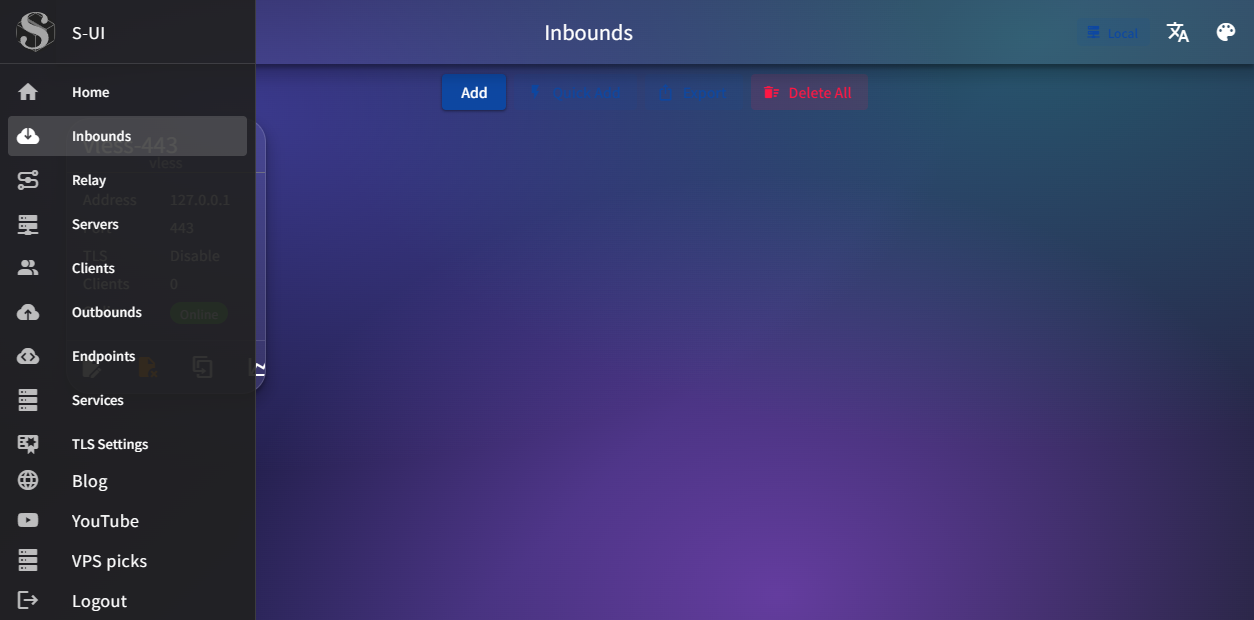 S-UI
Inbounds
Local
Add
Delete All
Home
Inbounds
vless-443
vless
Relay
Address 127.0.0.1
Servers
443
TLS Disable
Clients
Clients 0
Outbounds
Online
Endpoints
Services
TLS Settings
Blog
YouTube
VPS picks
Logout